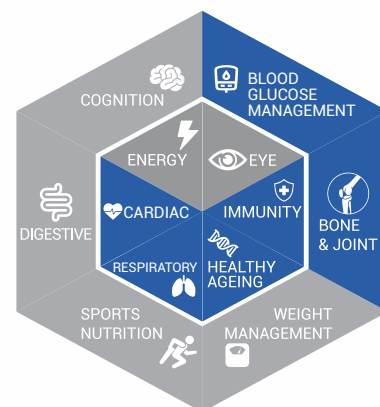 COGNITION
BLOOD
GLUCOSE
MANAGEMENT
ENERGY
EYE
DIGESTIVE
CARDIAC
IMMUNITY
BONE
& JOINT
RESPIRATORY
HEALTHY
AGEING
SPORTS
NUTRITION
WEIGHT
MANAGEMENT